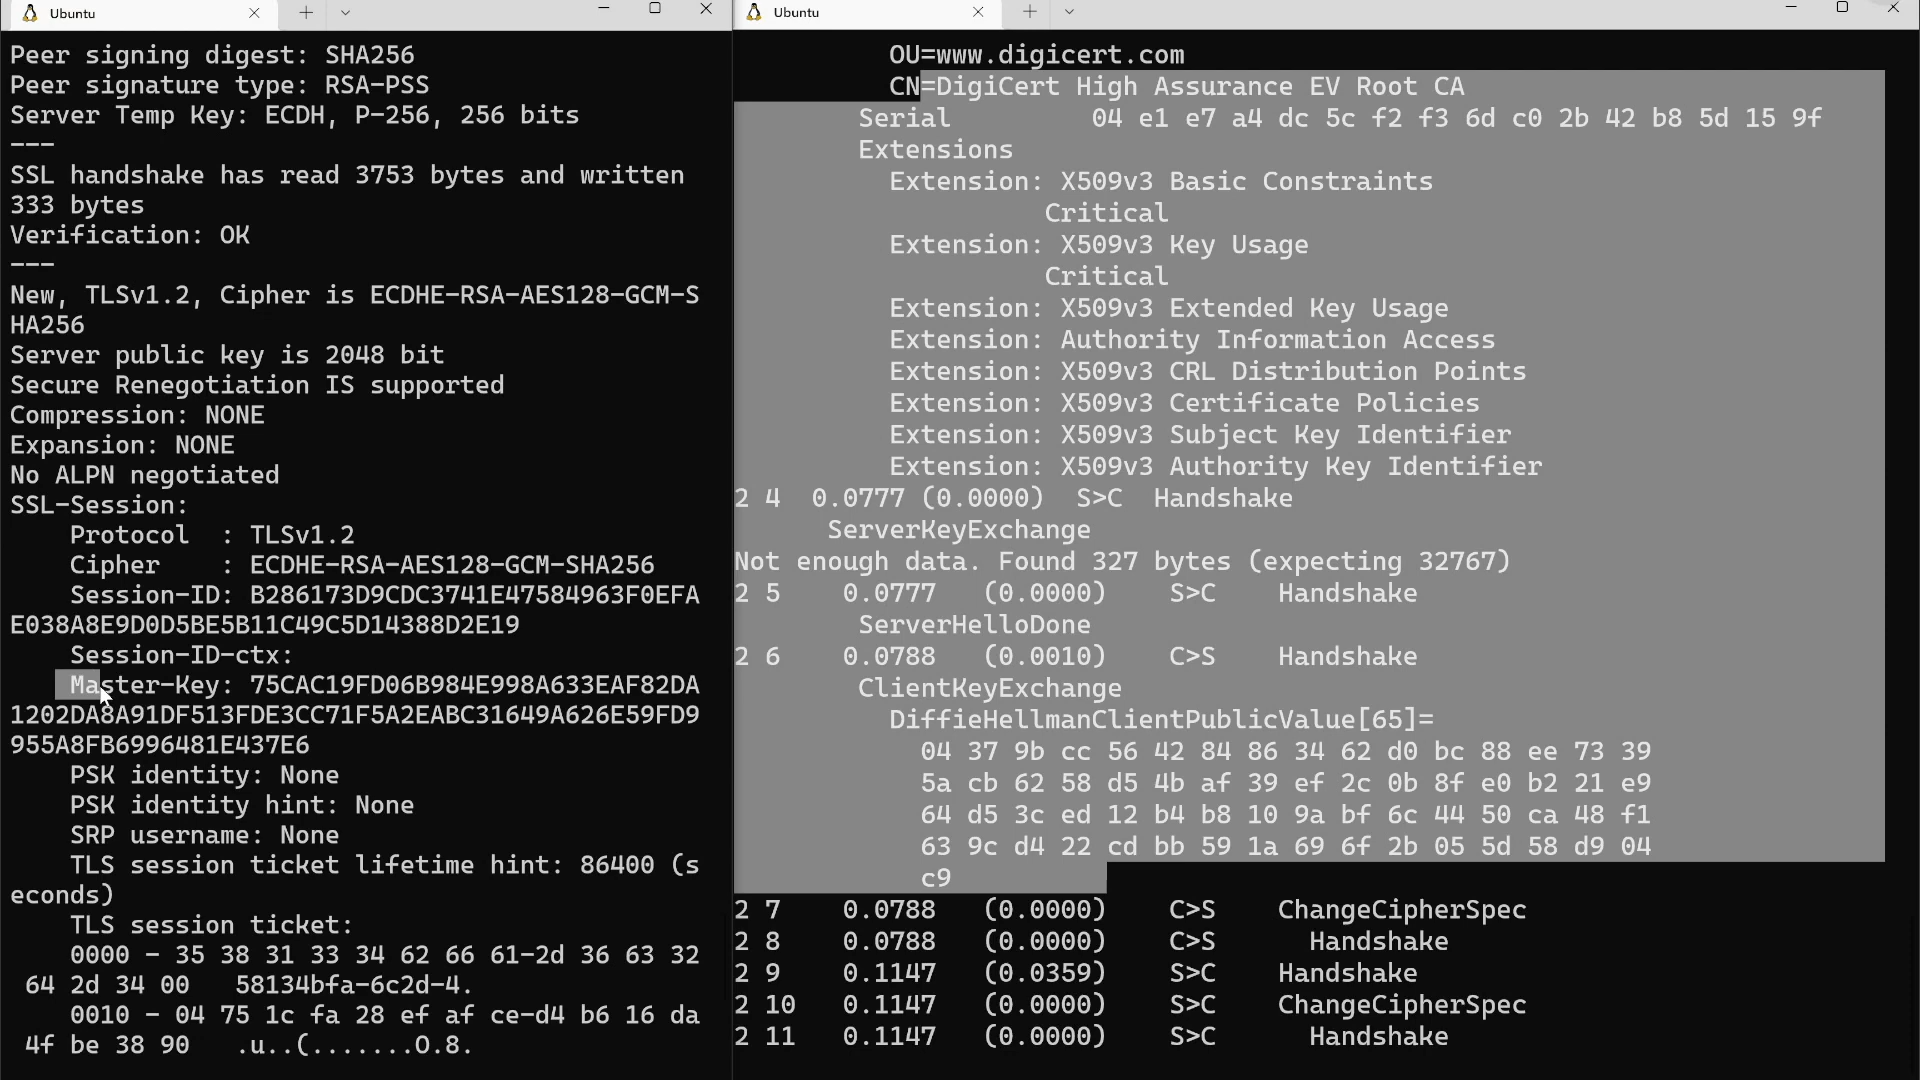 Ubuntu
Peer signing digest: SHA256
Peer signature type: RSA-PSS
Server Temp Key: ECDH, P-256, 256 bits
---
SSL handshake has read 3753 bytes and written
333 bytes
Verification: OK
---
New, TLSv1.2, Cipher is ECDHE-RSA-AES128-GCM-S
HA256
Server public key is 2048 bit
Secure Renegotiation IS supported
Compression: NONE
Expansion: NONE
No ALPN negotiated
SSL-Session:
    Protocol  : TLSv1.2
    Cipher    : ECDHE-RSA-AES128-GCM-SHA256
    Session-ID: B286173D9CDC3741E47584963F0EFA
E038A8E9D0D5BE5B11C49C5D14388D2E19
    Session-ID-ctx:
    Master-Key: 75CAC19FD06B984E998A633EAF82DA
1202DA8A91DF513FDE3CC71F5A2EABC31649A626E59FD9
955A8FB6996481E437E6
    PSK identity: None
    PSK identity hint: None
    SRP username: None
    TLS session ticket lifetime hint: 86400 (s
econds)
    TLS session ticket:
    0000 - 35 38 31 33 34 62 66 61-2d 36 63 32
 64 2d 34 00   58134bfa-6c2d-4.
    0010 - 04 75 1c fa 28 ef af ce-d4 b6 16 da
 4f be 38 90   .u..(.......O.8.
Ubuntu
OU=www.digicert.com
CN=DigiCert High Assurance EV Root CA
Serial         04 e1 e7 a4 dc 5c f2 f3 6d c0 2b 42 b8 5d 15 9f
Extensions
Extension: X509v3 Basic Constraints
Critical
Extension: X509v3 Key Usage
Critical
Extension: X509v3 Extended Key Usage
Extension: Authority Information Access
Extension: X509v3 CRL Distribution Points
Extension: X509v3 Certificate Policies
Extension: X509v3 Subject Key Identifier
Extension: X509v3 Authority Key Identifier
2 4  0.0777 (0.0000)  S>C  Handshake
ServerKeyExchange
Not enough data. Found 327 bytes (expecting 32767)
2 5    0.0777   (0.0000)    S>C    Handshake
ServerHelloDone
2 6    0.0788   (0.0010)    C>S    Handshake
ClientKeyExchange
DiffieHellmanClientPublicValue[65]=
04 37 9b cc 56 42 84 86 34 62 d0 bc 88 ee 73 39
5a cb 62 58 d5 4b af 39 ef 2c 0b 8f e0 b2 21 e9
64 d5 3c ed 12 b4 b8 10 9a bf 6c 44 50 ca 48 f1
63 9c d4 22 cd bb 59 1a 69 6f 2b 05 5d 58 d9 04
c9
2 7    0.0788   (0.0000)    C>S    ChangeCipherSpec
2 8    0.0788   (0.0000)    C>S      Handshake
2 9    0.1147   (0.0359)    S>C    Handshake
2 10   0.1147   (0.0000)    S>C    ChangeCipherSpec
2 11   0.1147   (0.0000)    S>C      Handshake